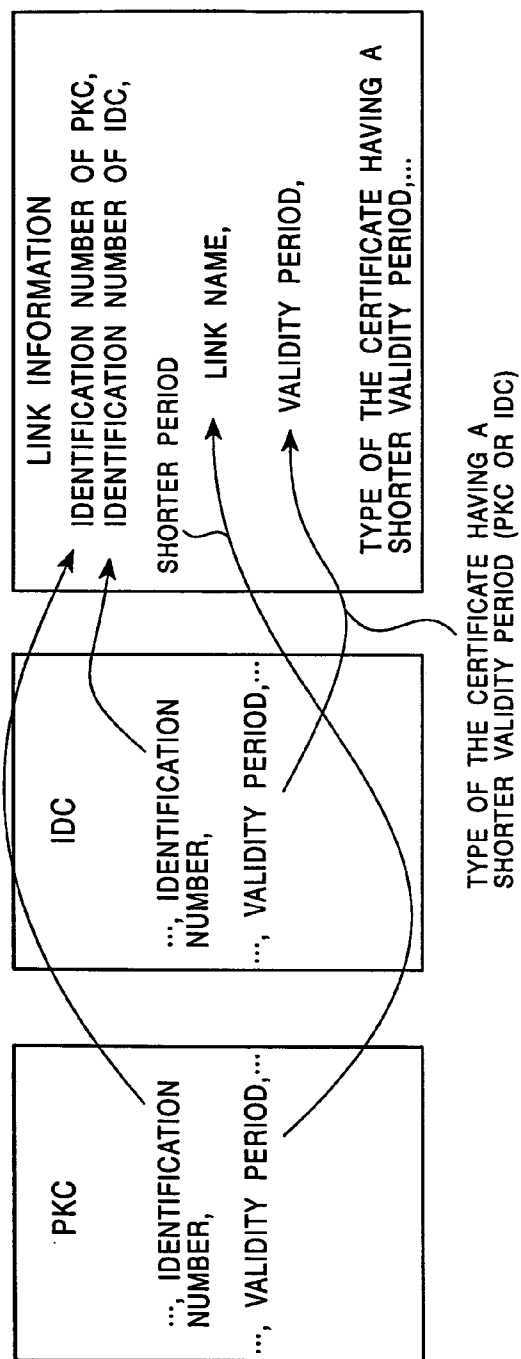 PKC
…, IDENTIFICATION
NUMBER,
…, VALIDITY PERIOD,…
IDC
…, IDENTIFICATION
NUMBER,
…, VALIDITY PERIOD,…
LINK INFORMATION
IDENTIFICATION NUMBER OF PKC,
IDENTIFICATION NUMBER OF IDC,
SHORTER PERIOD
LINK NAME,
VALIDITY PERIOD,
TYPE OF THE CERTIFICATE HAVING A
SHORTER VALIDITY PERIOD,…
TYPE OF THE CERTIFICATE HAVING A
SHORTER VALIDITY PERIOD (PKC OR IDC)